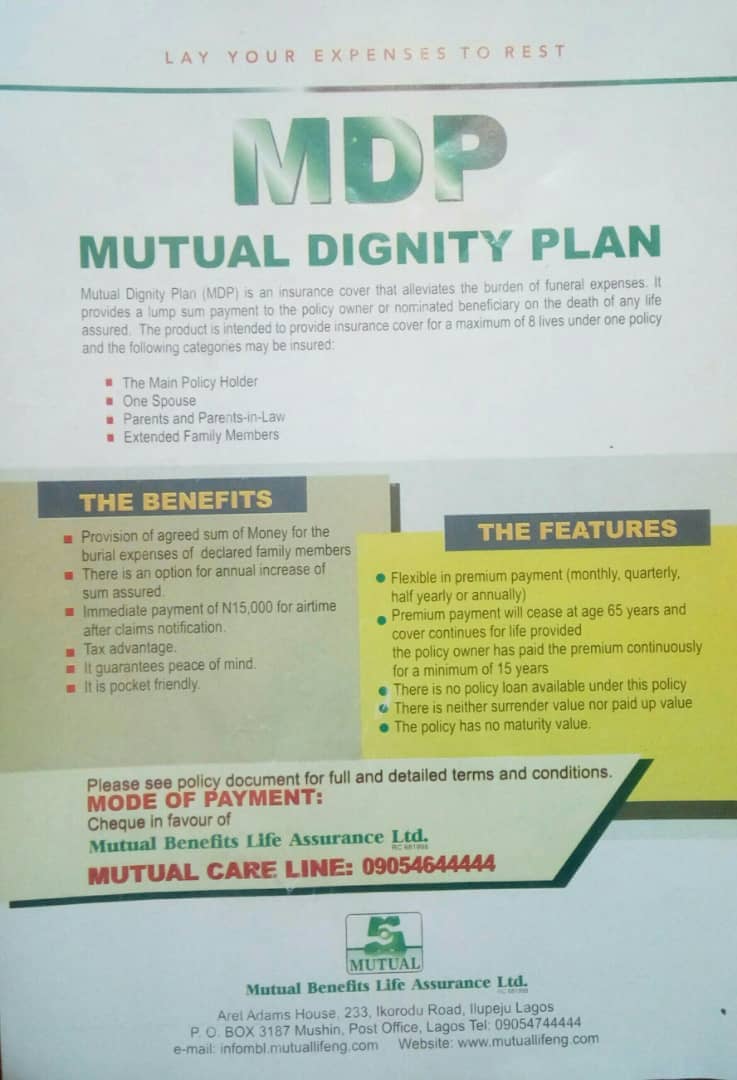 LAY YOUR EXPENSES TO REST
MDP
MUTUAL DIGNITY PLAN
Mutual Dignity Plan (MDP) is an insurance cover that alleviates the burden of funeral expenses. It
provides a lump sum payment to the policy owner or nominated beneficiary on the death of any life
assured. The product is intended to provide insurance cover for a maximum of 8 lives under one policy
and the following categories may be insured:
The Main Policy Holder
One Spouse
Parents and Parents-in-Law
Extended Family Members
THE BENEFITS
Provision of agreed sum of Money for the
burial expenses of declared family members
There is an option for annual increase of
sum assured.
Immediate payment of N15,000 for airtime
after claims notification.
Tax advantage.
It guarantees peace of mind.
It is pocket friendly.
THE FEATURES
Flexible in premium payment (monthly, quarterly,
half yearly or annually)
Premium payment will cease at age 65 years and
cover continues for life provided
the policy owner has paid the premium continuously
for a minimum of 15 years
There is no policy loan available under this policy
There is neither surrender value nor paid up value
The policy has no maturity value.
Please see policy document for full and detailed terms and conditions.
MODE OF PAYMENT:
Cheque in favour of
Mutual Benefits Life Assurance Ltd.
MUTUAL CARE LINE: 09054644444
MUTUAL
Mutual Benefits Life Assurance Ltd.
Arel Adams House, 233, Ikorodu Road, Ilupeju Lagos
P. O. BOX 3187 Mushin, Post Office, Lagos Tel: 09054744444
e-mail: infombl.mutuallifeng.com Website: www.mutuallifeng.com